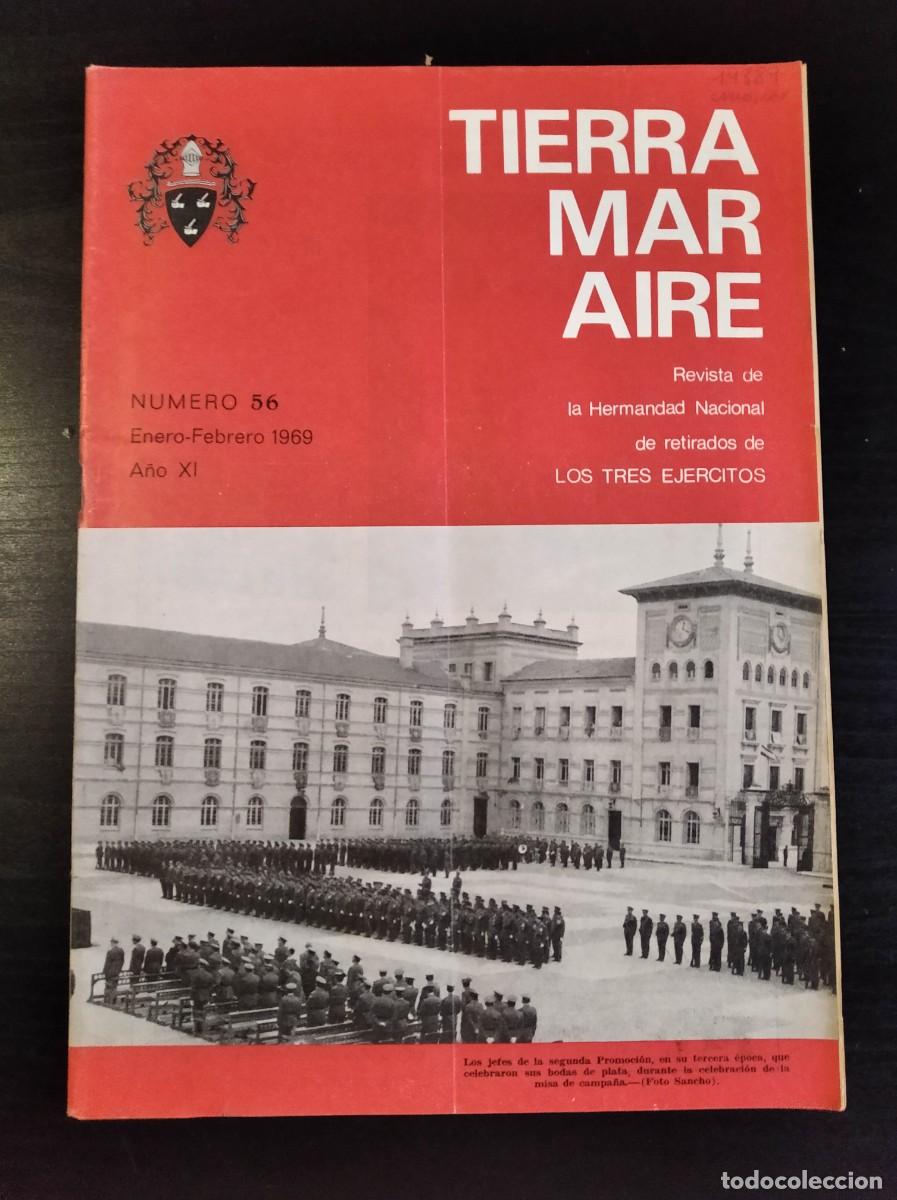 TIERRA
MAR
AIRE
Revista de
la Hermandad Nacional
de retirados de
LOS TRES EJERCITOS
NUMERO 56
Enero-Febrero 1969
Año XI
Los jefes de la segunda Promoción, en su tercera época, que
celebraron sus bodas de plata, durante la celebración de la
misa de campaña.—(Foto Sancho).
todocoleccion